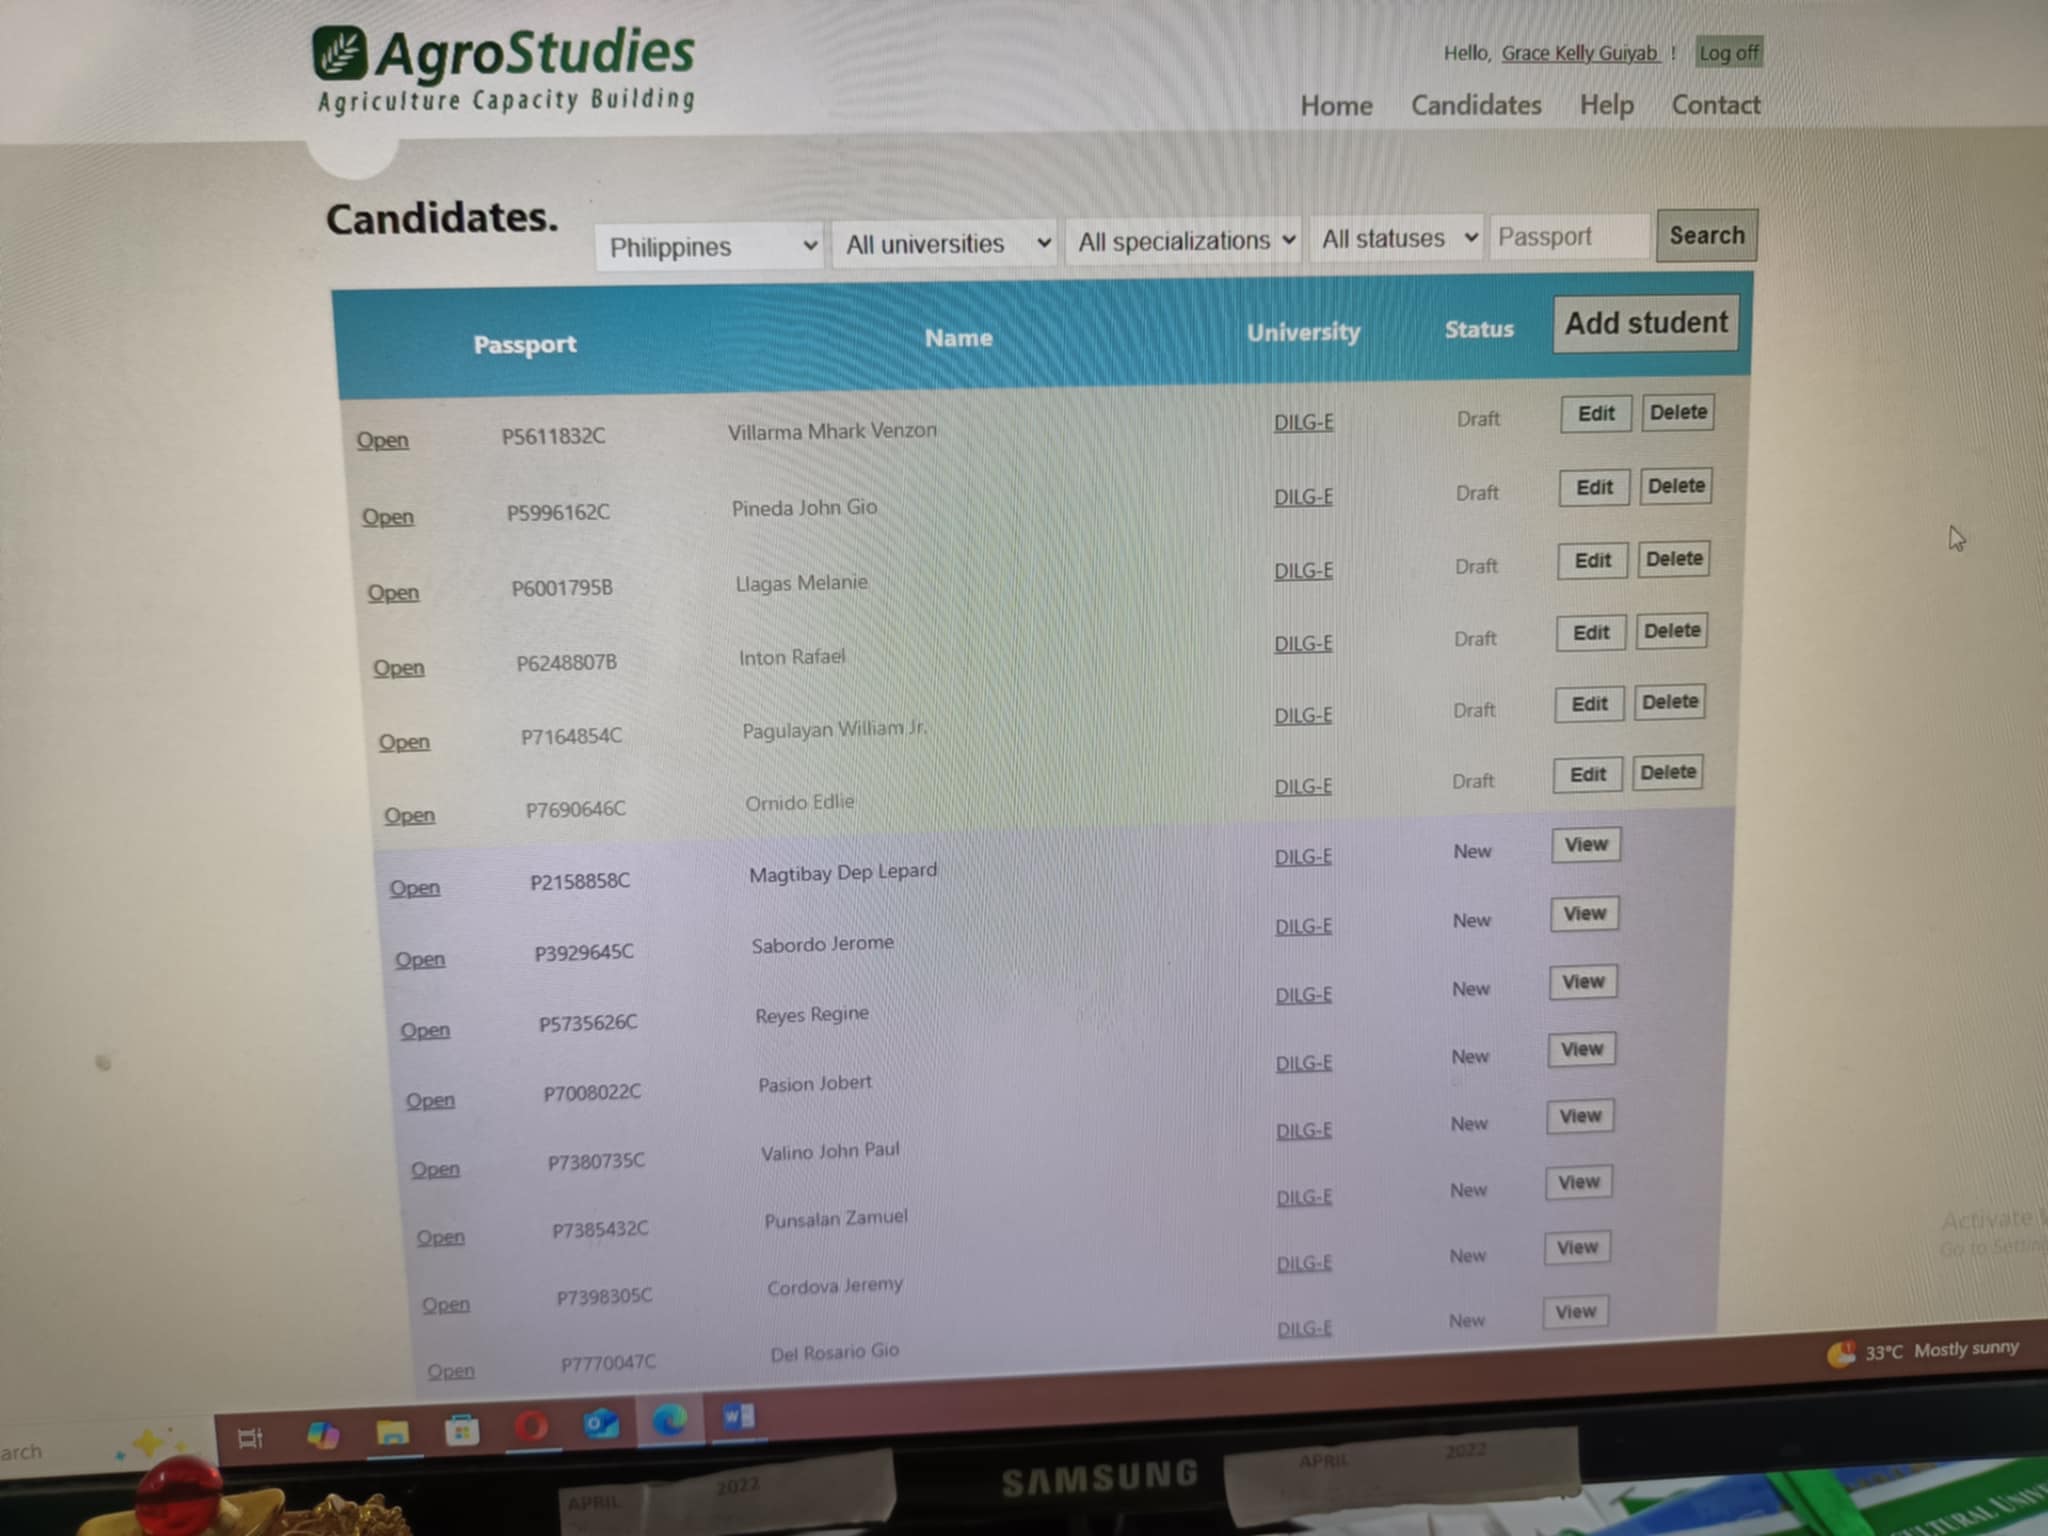 AgroStudies
Agriculture Capacity Building
Hello, Grace Kelly Guiyab ! Log off
Home Candidates Help Contact
Candidates.
Philippines All universities All specializations All statuses Passport Search
Passport Name University Status Add student
Open P5611832C Villarma Mhark Venzon DILG-E Draft Edit Delete
Open P5996162C Pineda John Gio DILG-E Draft Edit Delete
Open P6001795B Llagas Melanie DILG-E Draft Edit Delete
Open P6248807B Inton Rafael DILG-E Draft Edit Delete
Open P7164854C Pagulayan William Jr. DILG-E Draft Edit Delete
Open P7690646C Ornido Edlie DILG-E Draft Edit Delete
Open P2158858C Magtibay Dep Lepard DILG-E New View
Open P3929645C Sabordo Jerome DILG-E New View
Open P5735626C Reyes Regine DILG-E New View
Open P7008022C Pasion Jobert DILG-E New View
Open P7380735C Valino John Paul DILG-E New View
Open P7385432C Punsalan Zamuel DILG-E New View
Open P7398305C Cordova Jeremy DILG-E New View
Open P7770047C Del Rosario Gio DILG-E New View
Activate
Go to
33°C Mostly sunny
arch
SAMSUNG
APRIL 2022
APRIL 2022